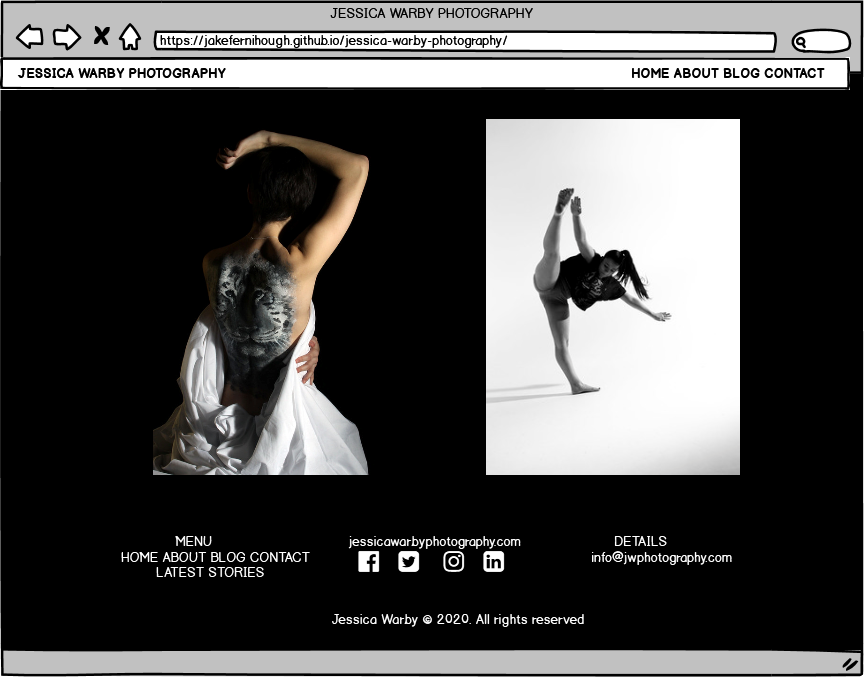 JESSICA WARBY PHOTOGRAPHY
https://jakefernihough.github.io/jessica-warby-photography/
JESSICA WARBY PHOTOGRAPHY
HOME ABOUT BLOG CONTACT
MENU
HOME ABOUT BLOG CONTACT
LATEST STORIES
jessicawarbyphotography.com
DETAILS
info@jwphotography.com
Jessica Warby © 2020. All rights reserved